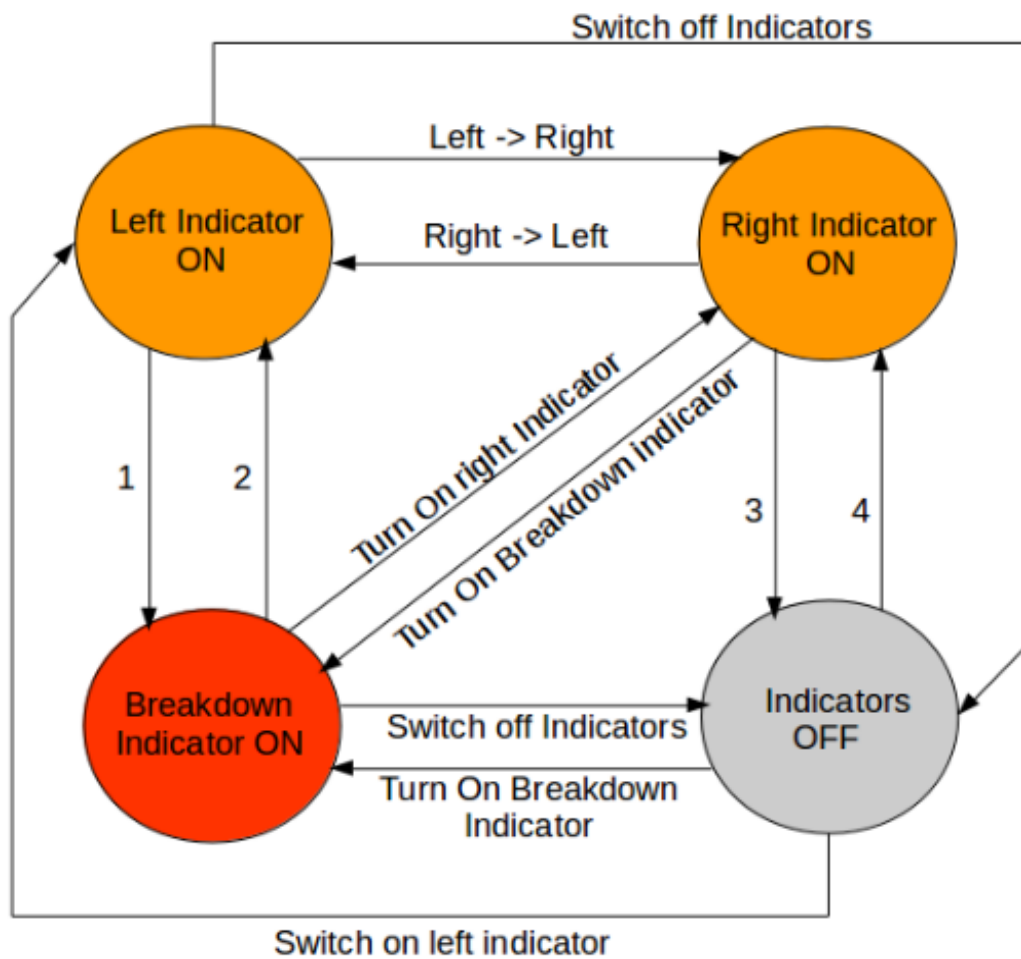 Switch off Indicators
Left -> Right
Left Indicator
ON
Right Indicator
ON
Right -> Left
Turn On right Indicator
Turn On Breakdown indicator
1
2
3
4
Breakdown
Indicator ON
Indicators
OFF
Switch off Indicators
Turn On Breakdown
Indicator
Switch on left indicator